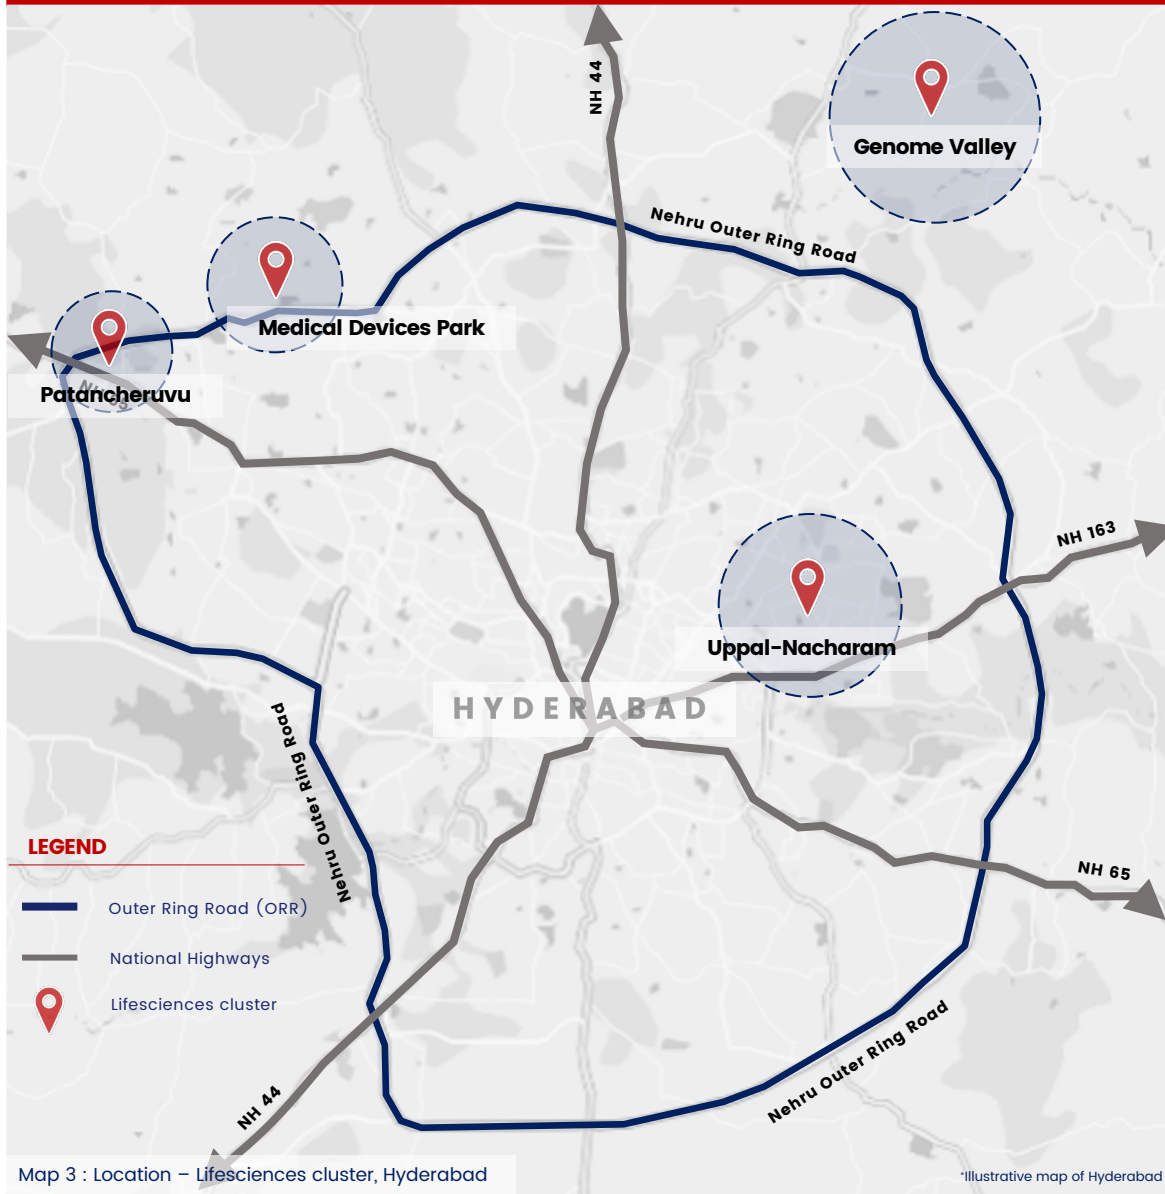 NH 44
Genome Valley
Nehru Outer Ring Road
Medical Devices Park
Patancheruvu
NH 65
NH 163
Uppal-Nacharam
HYDERABAD
Nehru Outer Ring Road
LEGEND
Outer Ring Road (ORR)
National Highways
Lifesciences cluster
NH 65
Nehru Outer Ring Road
NH 44
Map 3 : Location – Lifesciences cluster, Hyderabad
*Illustrative map of Hyderabad